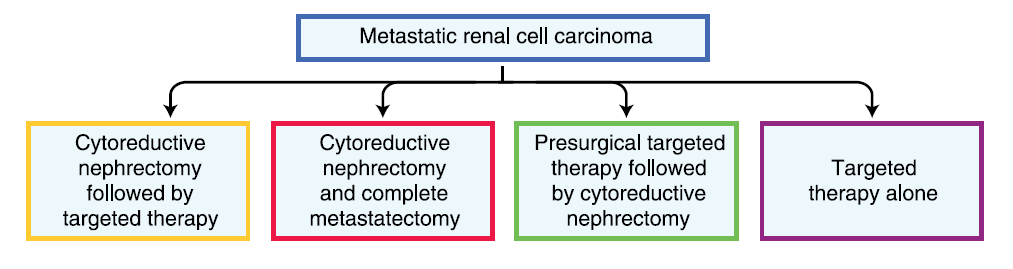 Metastatic renal cell carcinoma
Cytoreductive
nephrectomy
followed by
targeted therapy
Cytoreductive
nephrectomy
and complete
metastatectomy
Presurgical targeted
therapy followed
by cytoreductive
nephrectomy
Targeted
therapy alone